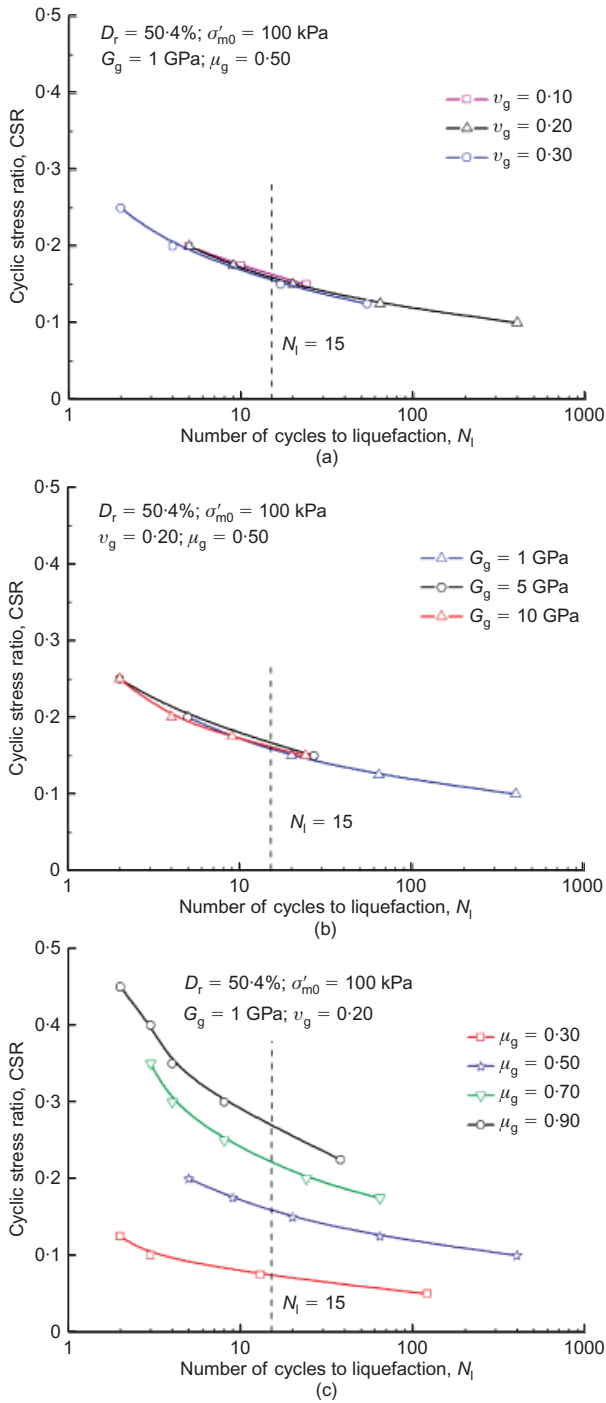 D_r = 50·4%; σ′_m0 = 100 kPa
G_g = 1 GPa; μ_g = 0·50
υ_g = 0·10
υ_g = 0·20
υ_g = 0·30
N_l = 15
0·5
0·4
0·3
0·2
0·1
0
Cyclic stress ratio, CSR
1
10
100
1000
Number of cycles to liquefaction, N_l
(a)
D_r = 50·4%; σ′_m0 = 100 kPa
υ_g = 0·20; μ_g = 0·50
G_g = 1 GPa
G_g = 5 GPa
G_g = 10 GPa
N_l = 15
0·5
0·4
0·3
0·2
0·1
0
Cyclic stress ratio, CSR
1
10
100
1000
Number of cycles to liquefaction, N_l
(b)
D_r = 50·4%; σ′_m0 = 100 kPa
G_g = 1 GPa; υ_g = 0·20
μ_g = 0·30
μ_g = 0·50
μ_g = 0·70
μ_g = 0·90
N_l = 15
0·5
0·4
0·3
0·2
0·1
0
Cyclic stress ratio, CSR
1
10
100
1000
Number of cycles to liquefaction, N_l
(c)